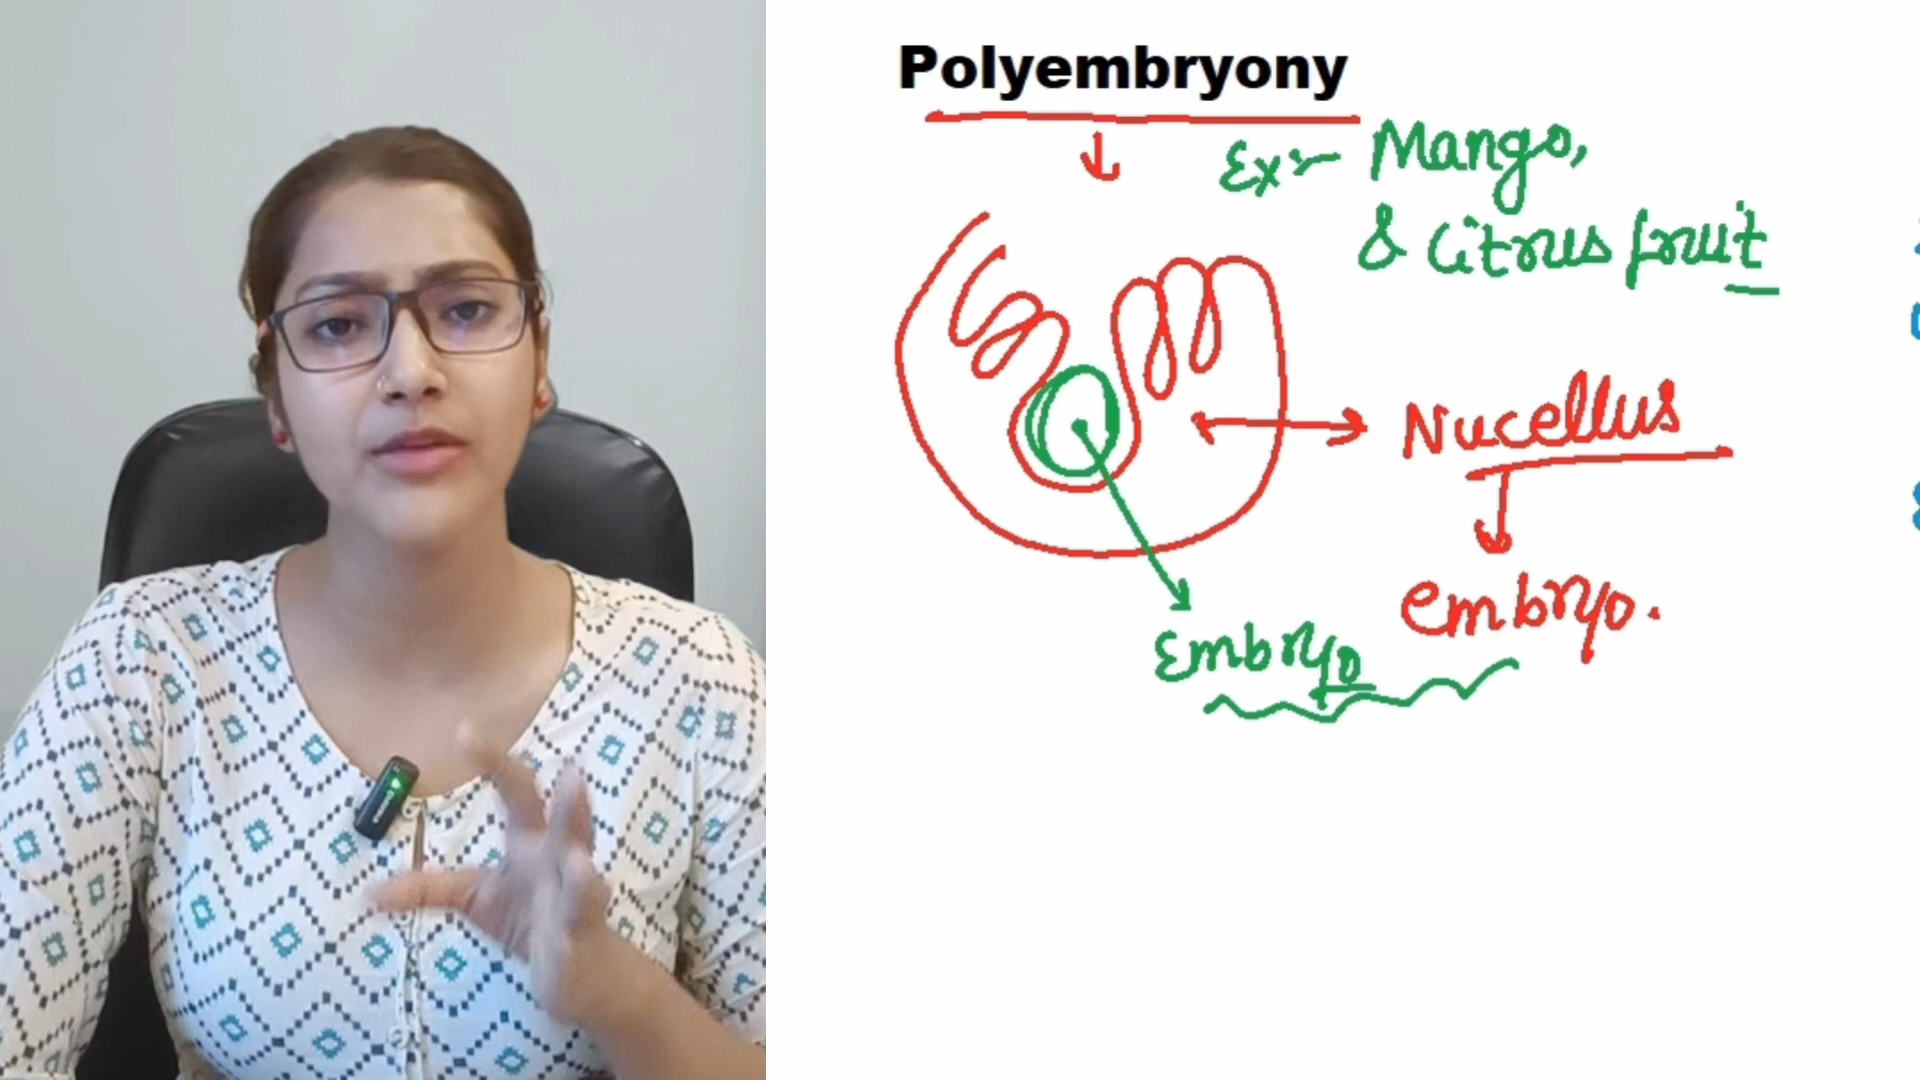 Polyembryony
Ex:- Mango,
& Citrus fruit
Nucellus
embryo.
Embryo